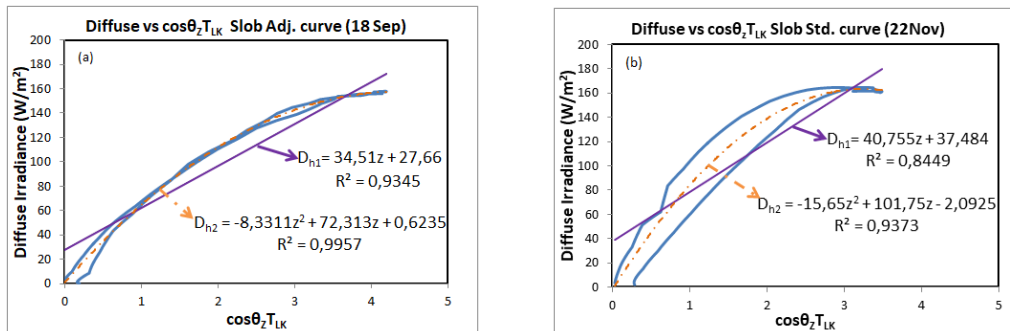 Diffuse vs cosθZTLK Slob Adj. curve (18 Sep)
200
180
160
140
120
100
80
60
40
20
0
Diffuse Irradiance (W/m²)
(a)
Dh1= 34,51z + 27,66
R² = 0,9345
Dh2 = -8,3311z² + 72,313z + 0,6235
R² = 0,9957
0 1 2 3 4 5
cosθZTLK
Diffuse vs cosθZTLK Slob Std. curve (22Nov)
200
180
160
140
120
100
80
60
40
20
0
Diffuse Irradiance (W/m²)
(b)
Dh1= 40,755z + 37,484
R² = 0,8449
Dh2 = -15,65z² + 101,75z - 2,0925
R² = 0,9373
0 1 2 3 4 5
cosθZTLK